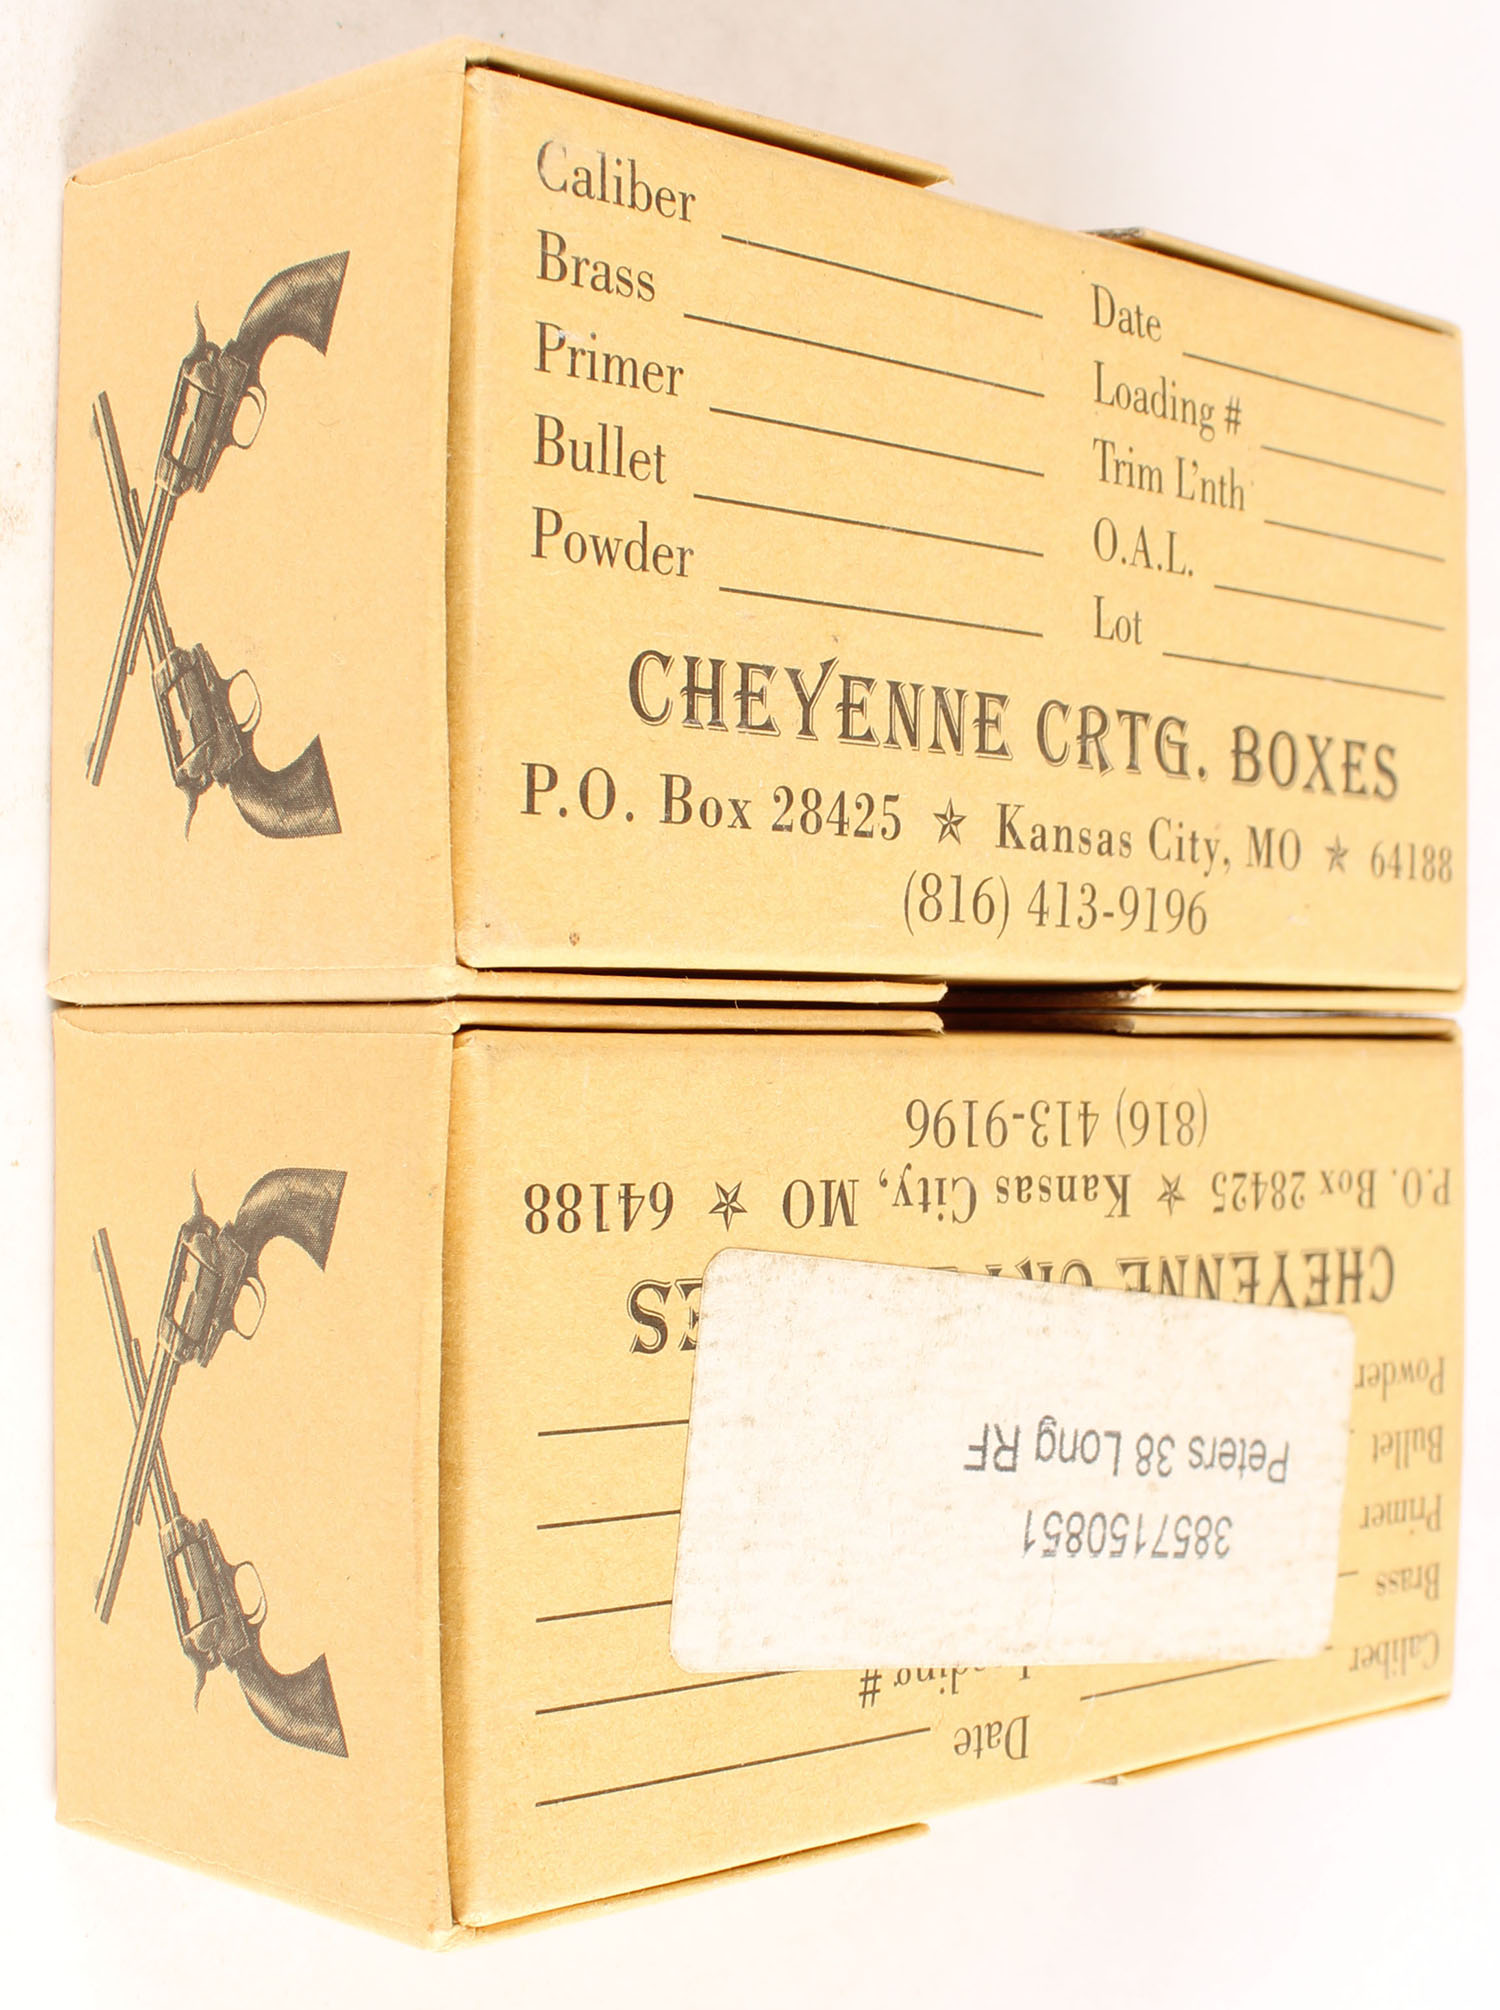 Caliber
Brass
Primer
Bullet
Powder
Date
Loading #
Trim L'nth
O.A.L.
Lot
CHEYENNE CRTG. BOXES
P.O. Box 28425 ★ Kansas City, MO ★ 64188
(816) 413-9196
Caliber
Brass
Primer
Bullet
Powder
Date
#
3857150851
Peters 38 Long RF
CHEYENNE
P.O. Box 28425 ★ Kansas City, MO ★ 64188
(816) 413-9196